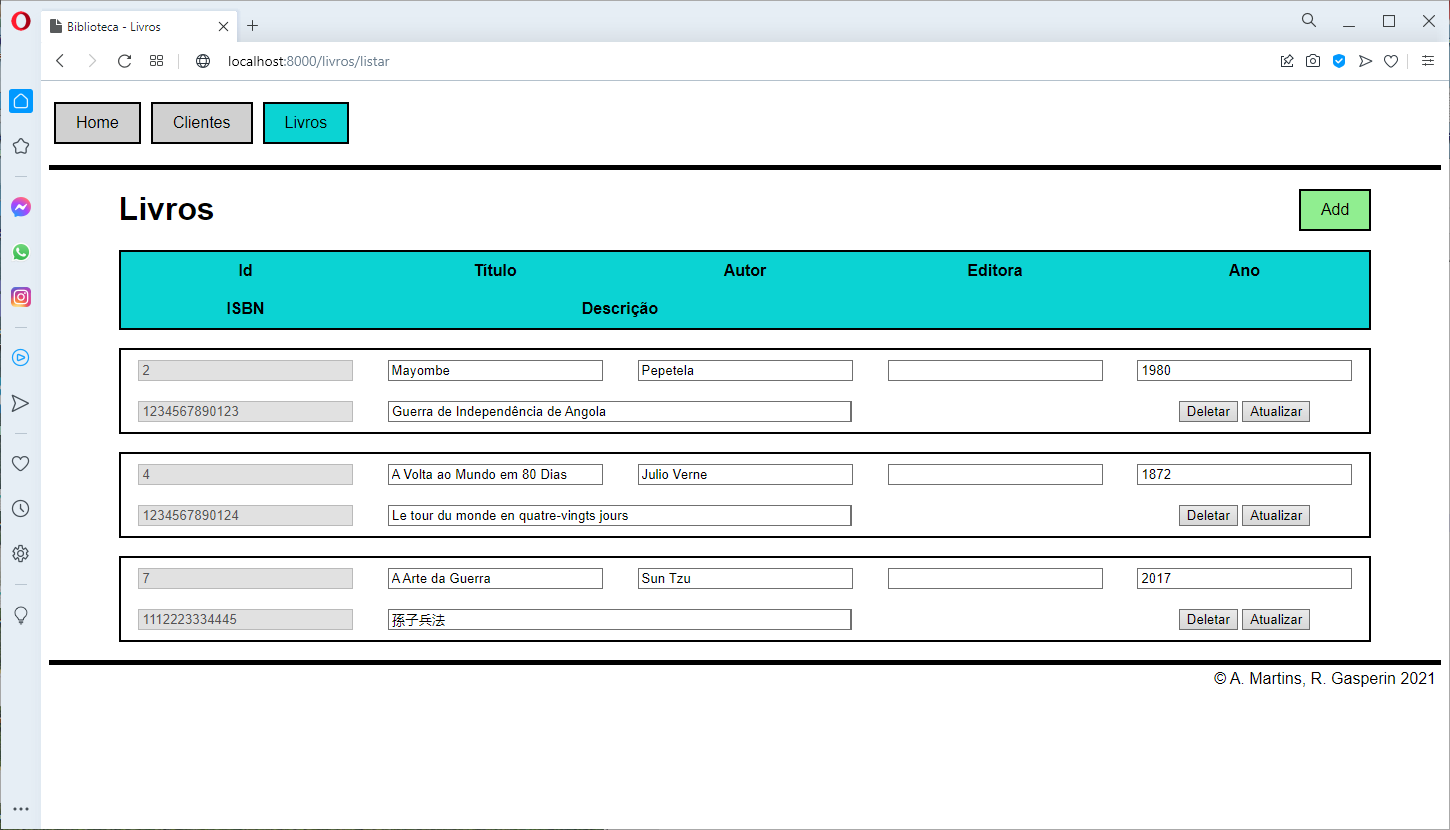 Biblioteca - Livros
localhost:8000/livros/listar
Home Clientes Livros
Livros Add
Id Título Autor Editora Ano
ISBN Descrição
2 Mayombe Pepetela 1980
1234567890123 Guerra de Independência de Angola Deletar Atualizar
4 A Volta ao Mundo em 80 Dias Julio Verne 1872
1234567890124 Le tour du monde en quatre-vingts jours Deletar Atualizar
7 A Arte da Guerra Sun Tzu 2017
1112223334445 孫子兵法 Deletar Atualizar
© A. Martins, R. Gasperin 2021